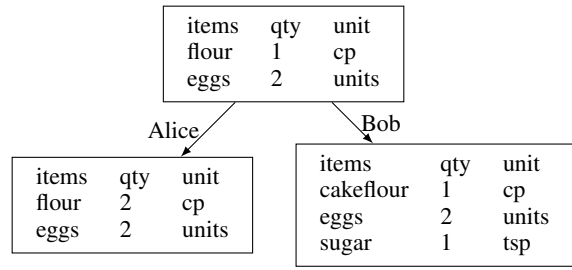 items qty unit
flour 1 cp
eggs 2 units
Alice
Bob
items qty unit
flour 2 cp
eggs 2 units
items qty unit
cakeflour 1 cp
eggs 2 units
sugar 1 tsp